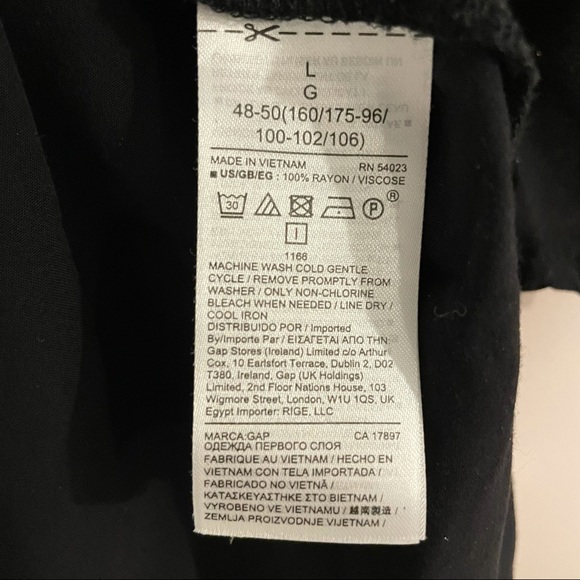 L
G
48-50(160/175-96/
100-102/106)
MADE IN VIETNAM RN 54023
■ US/GB/EG : 100% RAYON / VISCOSE
30 P ®
I
1166
MACHINE WASH COLD GENTLE
CYCLE / REMOVE PROMPTLY FROM
WASHER / ONLY NON-CHLORINE
BLEACH WHEN NEEDED / LINE DRY /
COOL IRON
DISTRIBUIDO POR / Imported
By/Importe Par / ΕΙΣΑΓΕΤΑΙ ΑΠΟ ΤΗΝ:
Gap Stores (Ireland) Limited c/o Arthur
Cox, 10 Earlsfort Terrace, Dublin 2, D02
T380, Ireland, Gap (UK Holdings)
Limited, 2nd Floor Nations House, 103
Wigmore Street, London, W1U 1QS, UK
Egypt Importer: RIGE, LLC
MARCA:GAP CA 17897
ОДЕЖДА ПЕРВОГО СЛОЯ
FABRIQUE AU VIETNAM / HECHO EN
VIETNAM CON TELA IMPORTADA /
FABRICADO NO VIETNÃ /
ΚΑΤΑΣΚΕΥΑΣΤΗΚΕ ΣΤΟ ΒΙΕΤΝΑΜ /
VYROBENO VE VIETNAMU / 越南製造 /
ZEMLJA PROIZVODNJE VIJETNAM /